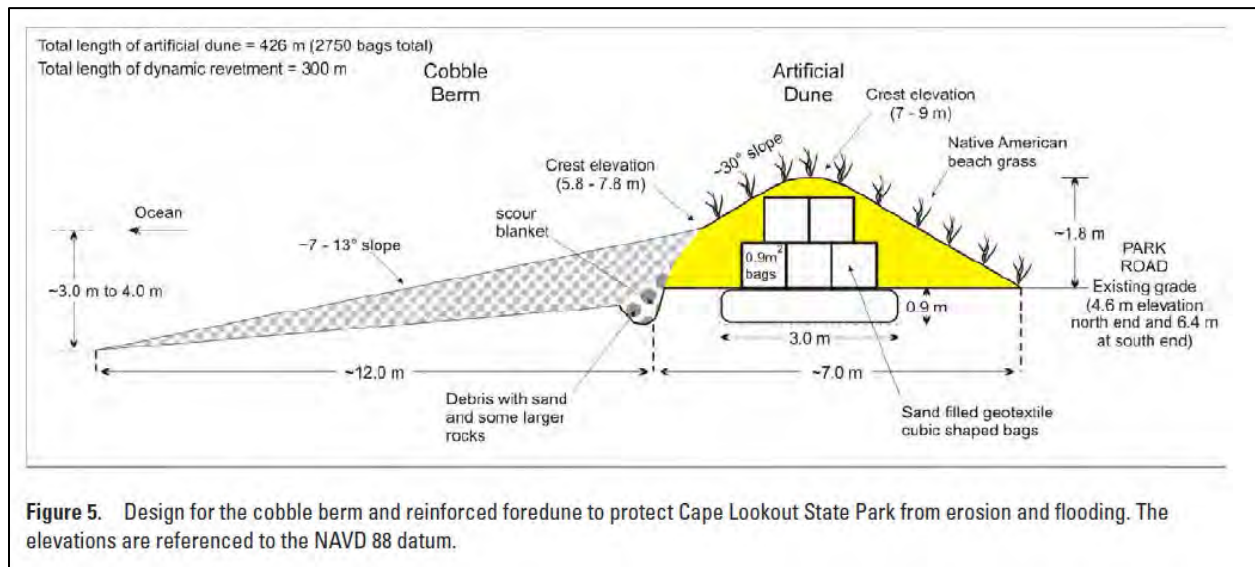 Total length of artificial dune = 426 m (2750 bags total)
Total length of dynamic revetment = 300 m
Cobble
Berm
Artificial
Dune
Crest elevation
(7 - 9 m)
~30° slope
Native American
beach grass
Crest elevation
(5.8 - 7.8 m)
Ocean
scour
blanket
~7 - 13° slope
0.9m²
bags
~1.8 m
PARK
ROAD
Existing grade
(4.6 m elevation
north end and 6.4 m
at south end)
~3.0 m to 4.0 m
0.9 m
3.0 m
~12.0 m
~7.0 m
Debris with sand
and some larger
rocks
Sand filled geotextile
cubic shaped bags
Figure 5. Design for the cobble berm and reinforced foredune to protect Cape Lookout State Park from erosion and flooding. The
elevations are referenced to the NAVD 88 datum.